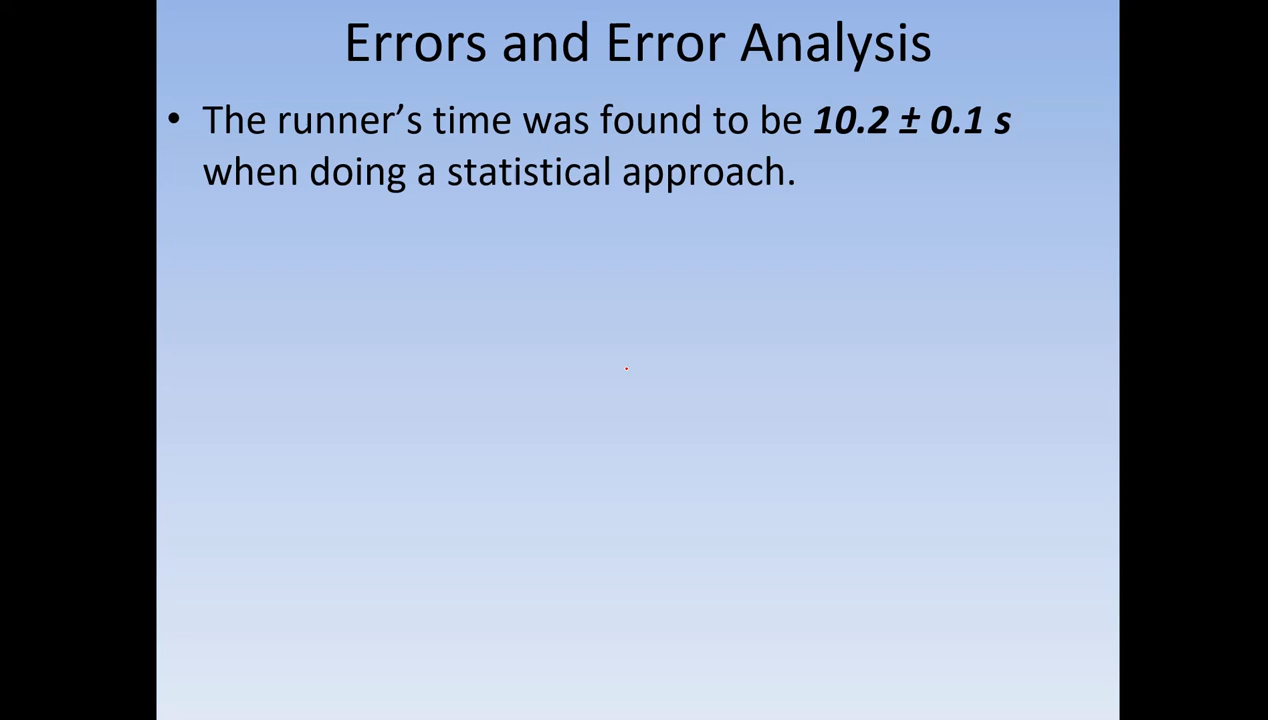 Errors and Error Analysis
• The runner’s time was found to be 10.2 ± 0.1 s
when doing a statistical approach.